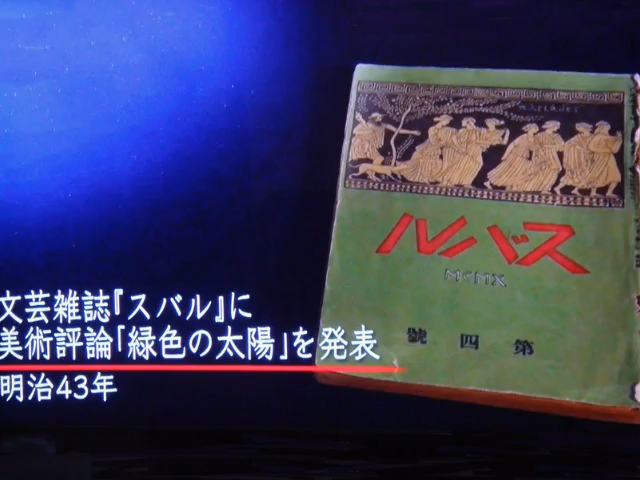 文芸雑誌『スバル』に
美術評論「緑色の太陽」を発表
明治43年
ルバス
MCMX
號四第